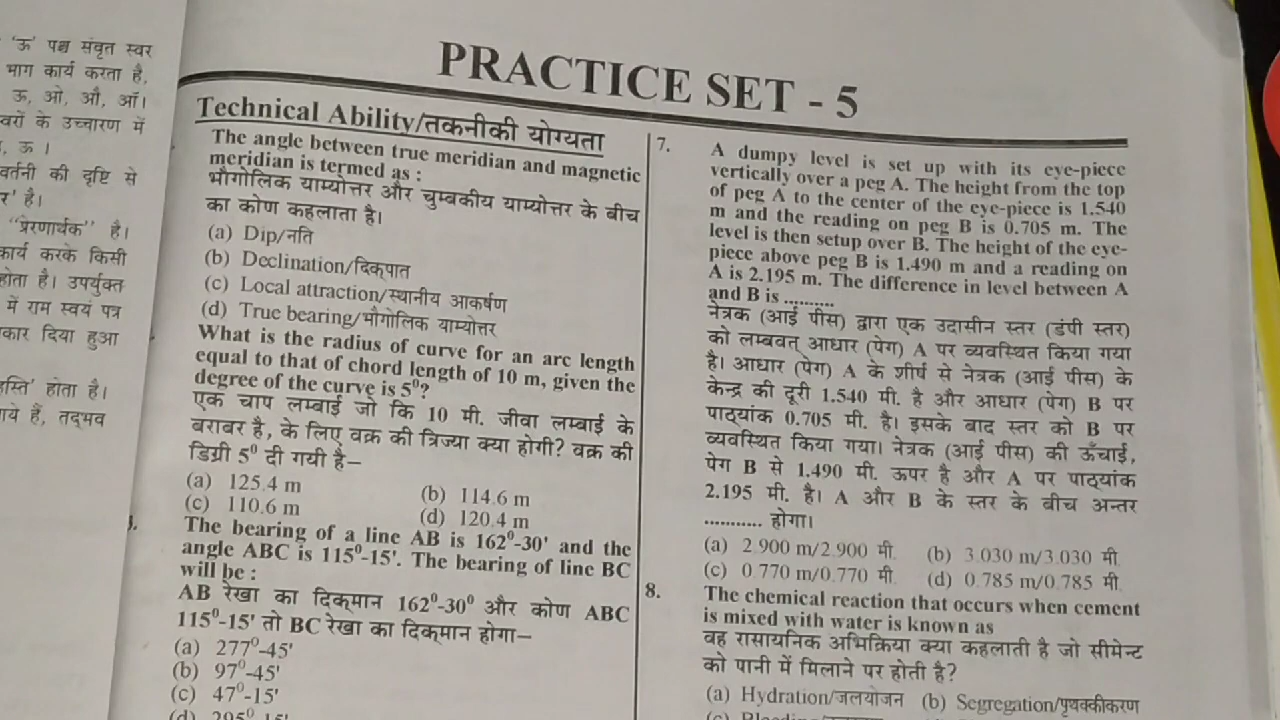 'ऊ' पश्च संवृत स्वर
भाग कार्य करता है,
ऊ, ओ, औ, ऑ।
के उच्चारण में
ऊ ।
वर्तनी की दृष्टि से
र' है।
"प्रेरणार्थक" है।
कार्य करके किसी
होता है। उपर्युक्त
में राम स्वयं पत्र
कार दिया हुआ
होता है।
गये हैं, तद्भव
PRACTICE SET - 5
Technical Ability/तकनीकी योग्यता
The angle between true meridian and magnetic
meridian is termed as :
भौगोलिक याम्योत्तर और चुम्बकीय याम्योत्तर के बीच
का कोण कहलाता है।
(a) Dip/नति
(b) Declination/दिक्‌पात
(c) Local attraction/स्थानीय आकर्षण
(d) True bearing/भौगोलिक याम्योत्तर
What is the radius of curve for an arc length
equal to that of chord length of 10 m, given the
degree of the curve is 5⁰?
एक चाप लम्बाई जो कि 10 मी. जीवा लम्बाई के
बराबर है, के लिए वक्र की त्रिज्या क्या होगी? वक्र की
डिग्री 5⁰ दी गयी है–
(a) 125.4 m (b) 114.6 m
(c) 110.6 m (d) 120.4 m
The bearing of a line AB is 162⁰-30' and the
angle ABC is 115⁰-15'. The bearing of line BC
will be :
AB रेखा का दिक्‌मान 162⁰-30⁰ और कोण ABC
115⁰-15' तो BC रेखा का दिक्‌मान होगा–
(a) 277⁰-45'
(b) 97⁰-45'
(c) 47⁰-15'
(d) 295⁰-15'
7. A dumpy level is set up with its eye-piece
vertically over a peg A. The height from the top
of peg A to the center of the eye-piece is 1.540
m and the reading on peg B is 0.705 m. The
level is then setup over B. The height of the eye-
piece above peg B is 1.490 m and a reading on
A is 2.195 m. The difference in level between A
and B is ..........
नेत्रक (आई पीस) द्वारा एक उदासीन स्तर (डंपी स्तर)
को लम्बवत् आधार (पेग) A पर व्यवस्थित किया गया
है। आधार (पेग) A के शीर्ष से नेत्रक (आई पीस) के
केन्द्र की दूरी 1.540 मी. है और आधार (पेग) B पर
पाठ्यांक 0.705 मी. है। इसके बाद स्तर को B पर
व्यवस्थित किया गया। नेत्रक (आई पीस) की ऊँचाई,
पेग B से 1.490 मी. ऊपर है और A पर पाठ्यांक
2.195 मी. है। A और B के स्तर के बीच अन्तर
........... होगा।
(a) 2.900 m/2.900 मी. (b) 3.030 m/3.030 मी.
(c) 0.770 m/0.770 मी. (d) 0.785 m/0.785 मी.
8. The chemical reaction that occurs when cement
is mixed with water is known as
वह रासायनिक अभिक्रिया क्या कहलाती है जो सीमेन्ट
को पानी में मिलाने पर होती है?
(a) Hydration/जलयोजन (b) Segregation/पृथक्कीकरण